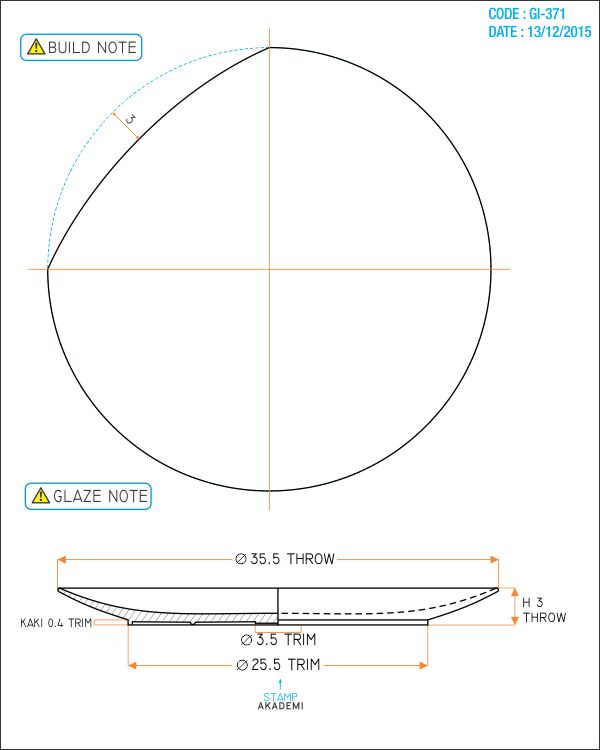 CODE : GI-371
DATE : 13/12/2015
BUILD NOTE
3
GLAZE NOTE
Ø 35.5 THROW
H 3
THROW
KAKI 0.4 TRIM
Ø 3.5 TRIM
Ø 25.5 TRIM
STAMP
AKADEMI